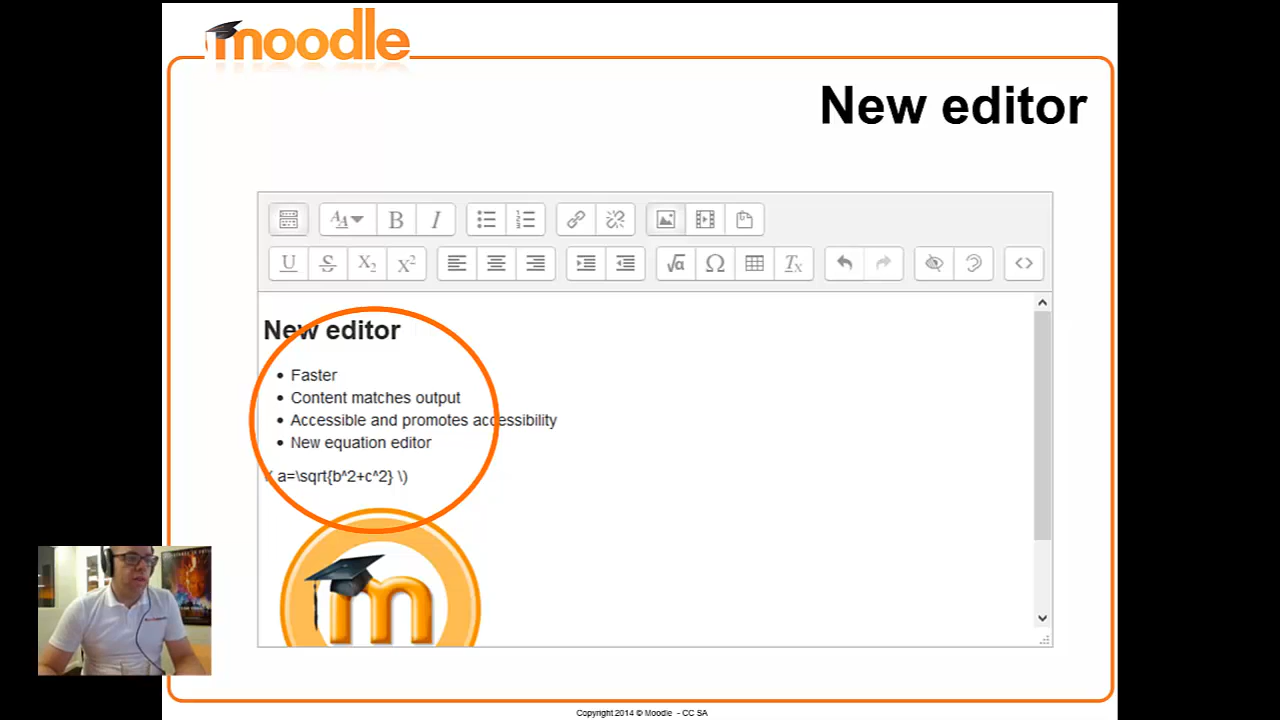 moodle
New editor
New editor
Faster
Content matches output
Accessible and promotes accessibility
New equation editor
\( a=\sqrt{b^2+c^2} \)
m
Copyright 2014 © Moodle - CC SA